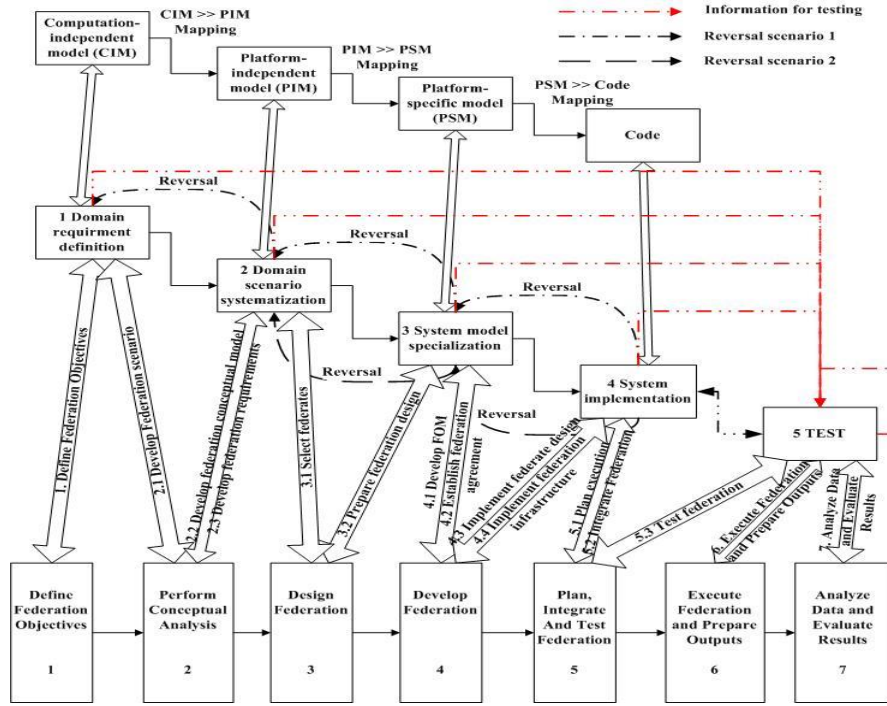 Computation-
independent
model (CIM)
CIM >> PIM
Mapping
Platform-
independent
model (PIM)
PIM >> PSM
Mapping
Platform-
specific model
(PSM)
PSM >> Code
Mapping
Code
Information for testing
Reversal scenario 1
Reversal scenario 2
Reversal
Reversal
Reversal
Reversal
Reversal
1 Domain
requirment
definition
2 Domain
scenario
systematization
3 System model
specialization
4 System
implementation
5 TEST
1. Define Federation Objectives
2.1 Develop Federation scenario
2.2 Develop federation conceptual model
2.3 Develop federation requirements
3.1 Select federates
3.2 Prepare federation design
4.1 Develop FOM
4.2 Establish federation
agreement
4.3 Implement federate design
4.4 Implement federation
infrastructure
5.1 Plan execution
5.2 Integrate Federation
5.3 Test federation
6. Execute Federation
and Prepare Outputs
7. Analyze Data
and Evaluate
Results
Define
Federation
Objectives
1
Perform
Conceptual
Analysis
2
Design
Federation
3
Develop
Federation
4
Plan,
Integrate
And Test
Federation
5
Execute
Federation
and Prepare
Outputs
6
Analyze
Data and
Evaluate
Results
7